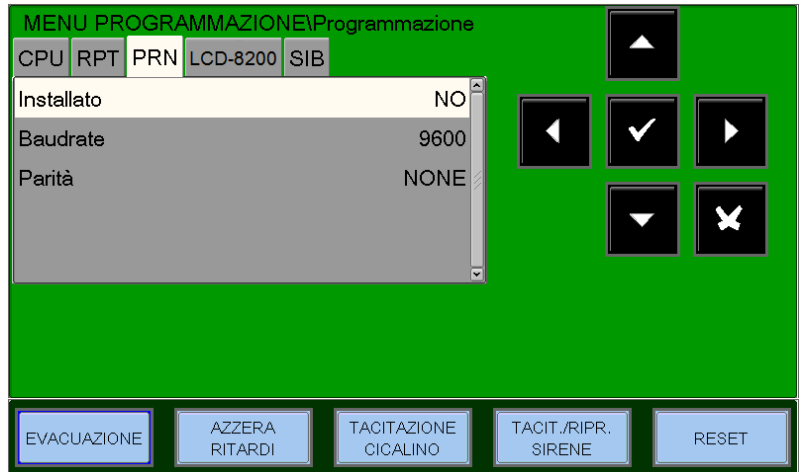 MENU PROGRAMMAZIONE\Programmazione
CPU RPT PRN LCD-8200 SIB
Installato NO
Baudrate 9600
Parità NONE
EVACUAZIONE
AZZERA
RITARDI
TACITAZIONE
CICALINO
TACIT./RIPR.
SIRENE
RESET